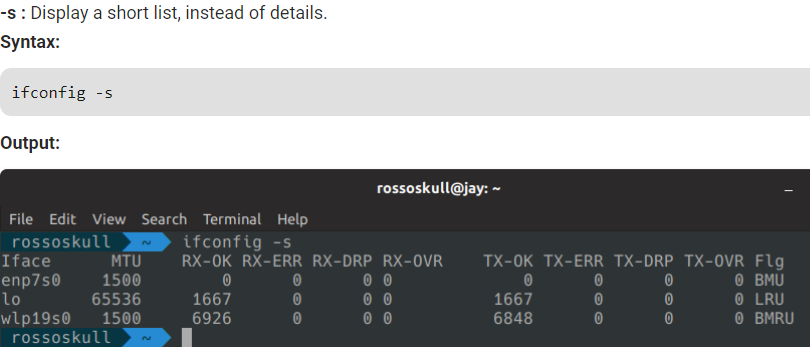 -s : Display a short list, instead of details.
Syntax:
ifconfig -s
Output:
rossoskull@jay: ~
File Edit View Search Terminal Help
rossoskull ~ ifconfig -s
Iface MTU RX-OK RX-ERR RX-DRP RX-OVR TX-OK TX-ERR TX-DRP TX-OVR Flg
enp7s0 1500 0 0 0 0 0 0 0 0 BMU
lo 65536 1667 0 0 0 1667 0 0 0 LRU
wlp19s0 1500 6926 0 0 0 6848 0 0 0 BMRU
rossoskull ~